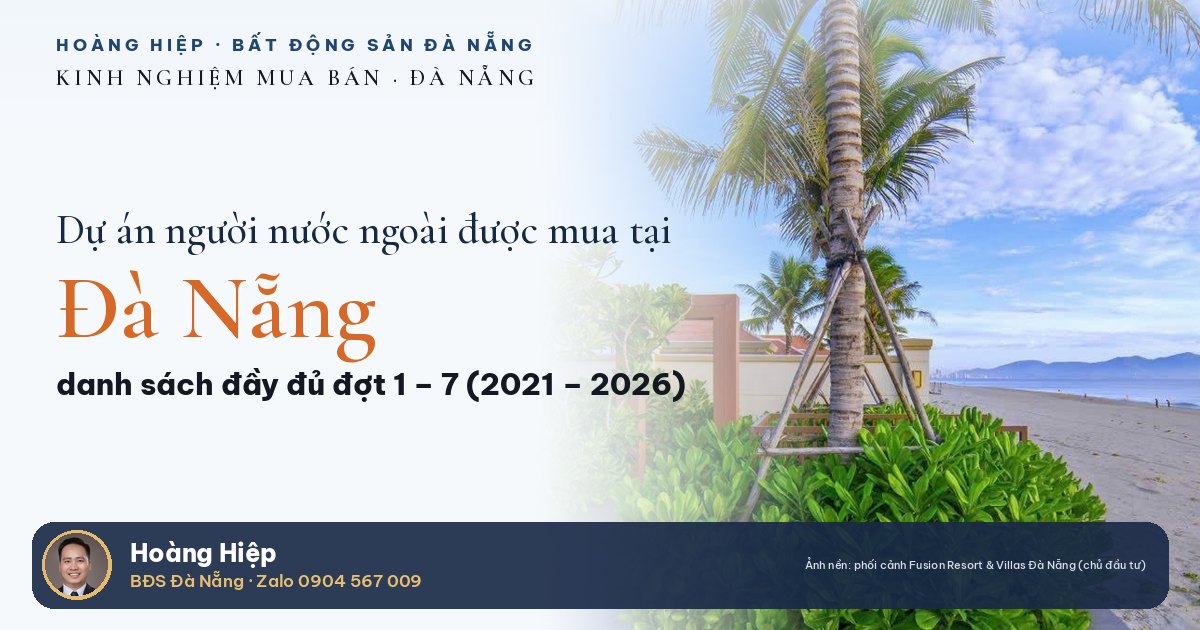 HOÀNG HIỆP · BẤT ĐỘNG SẢN ĐÀ NẴNG
KINH NGHIỆM MUA BÁN · ĐÀ NẴNG
Dự án người nước ngoài được mua tại
Đà Nẵng
danh sách đầy đủ đợt 1 – 7 (2021 – 2026)
Hoàng Hiệp
BĐS Đà Nẵng · Zalo 0904 567 009
Ảnh nền: phối cảnh Fusion Resort & Villas Đà Nẵng (chủ đầu tư)